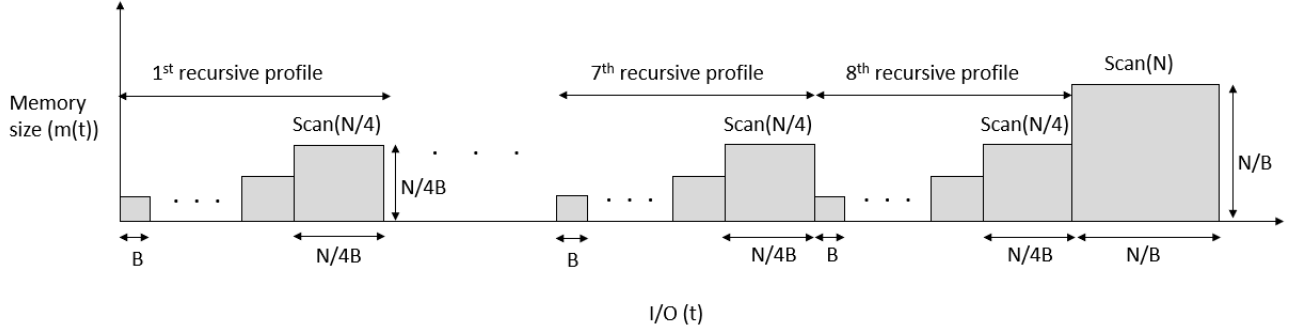 1st recursive profile
7th recursive profile
8th recursive profile
Scan(N)
Memory
size (m(t))
Scan(N/4)
Scan(N/4)
Scan(N/4)
. . .
N/4B
N/B
. . .
. . .
. . .
B
N/4B
B
N/4B
B
N/4B
N/B
I/O (t)